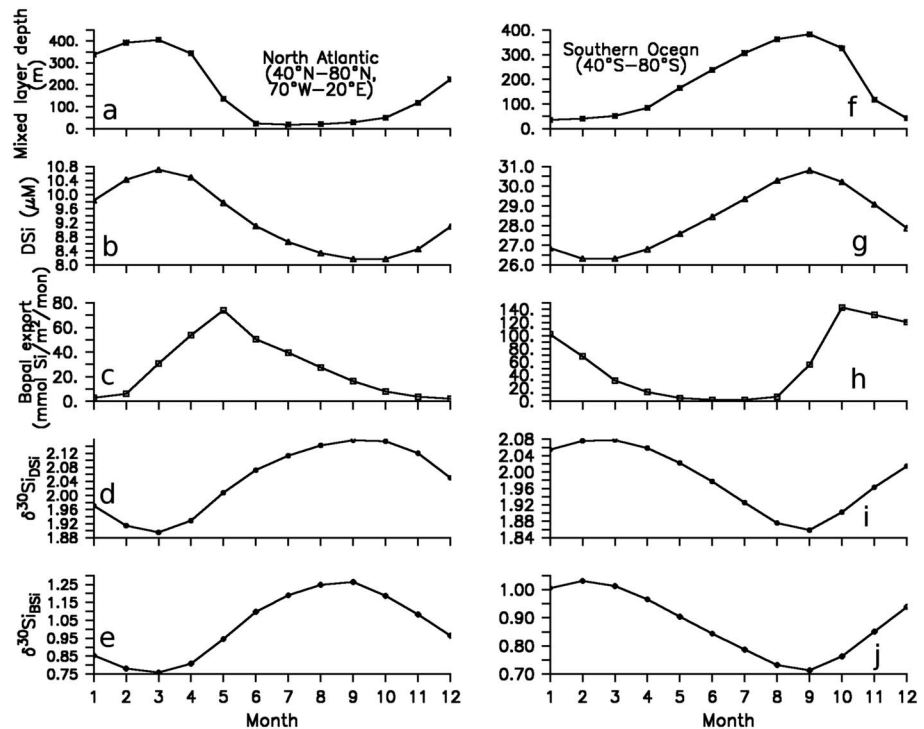 Mixed layer depth
(m)
400.
300.
200.
100.
0.
a
North Atlantic
(40°N–80°N,
70°W–20°E)
400.
300.
200.
100.
0.
Southern Ocean
(40°S–80°S)
f
DSi (μM)
10.8
10.4
10.0
9.6
9.2
8.8
8.4
8.0
b
31.0
30.0
29.0
28.0
27.0
26.0
g
Bopal export
(mmol Si/m²/mon)
80.
60.
40.
20.
0.
c
140.
120.
100.
80.
60.
40.
20.
0.
h
δ³⁰Si_DSi
2.12
2.08
2.04
2.00
1.96
1.92
1.88
d
2.08
2.04
2.00
1.96
1.92
1.88
1.84
i
δ³⁰Si_BSi
1.25
1.15
1.05
0.95
0.85
0.75
e
1.00
0.90
0.80
0.70
j
1 2 3 4 5 6 7 8 9 10 11 12
Month
1 2 3 4 5 6 7 8 9 10 11 12
Month